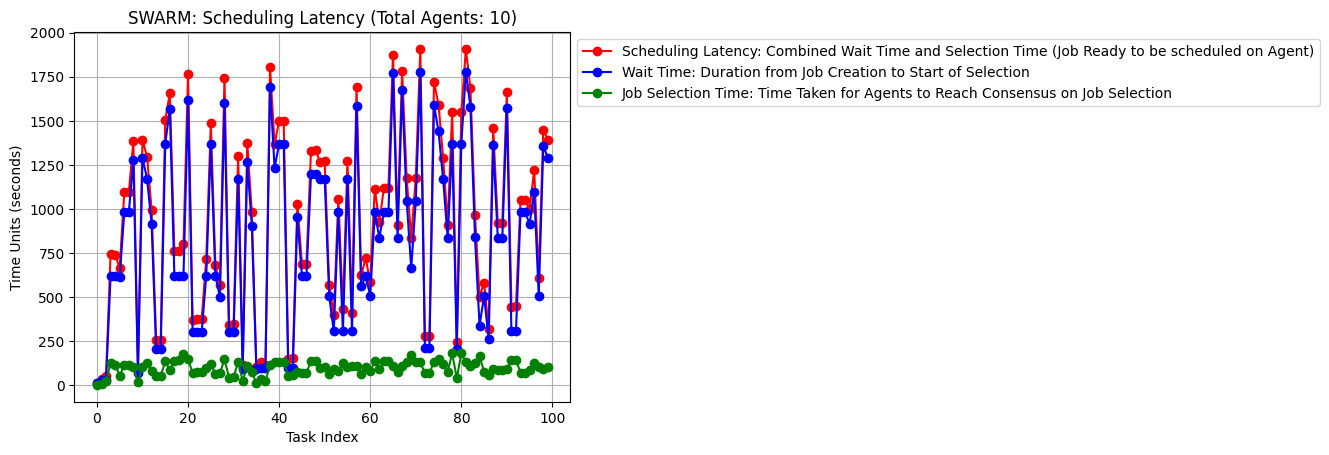 SWARM: Scheduling Latency (Total Agents: 10)
Scheduling Latency: Combined Wait Time and Selection Time (Job Ready to be scheduled on Agent)
Wait Time: Duration from Job Creation to Start of Selection
Job Selection Time: Time Taken for Agents to Reach Consensus on Job Selection
Time Units (seconds)
2000
1750
1500
1250
1000
750
500
250
0
0 20 40 60 80 100
Task Index